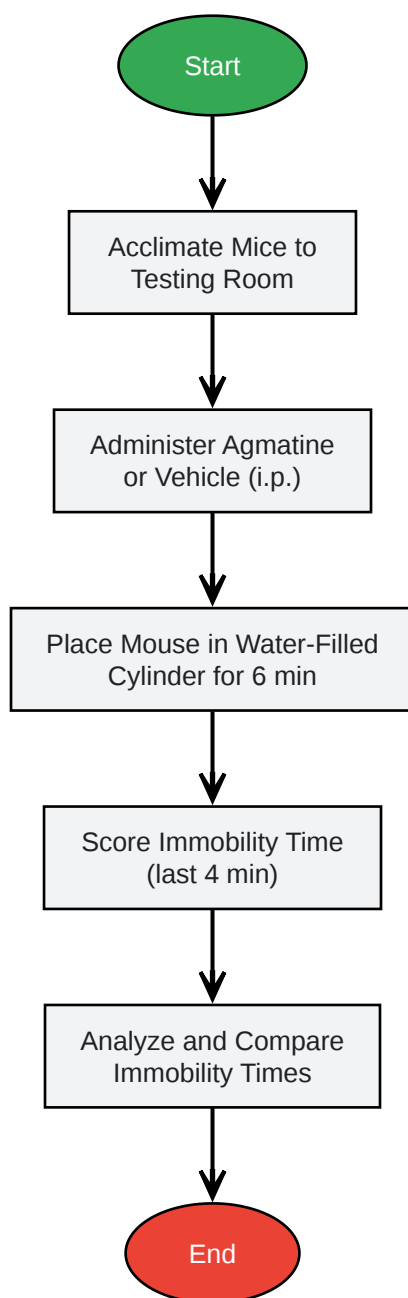 Start
Acclimate Mice to
Testing Room
Administer Agmatine
or Vehicle (i.p.)
Place Mouse in Water-Filled
Cylinder for 6 min
Score Immobility Time
(last 4 min)
Analyze and Compare
Immobility Times
End